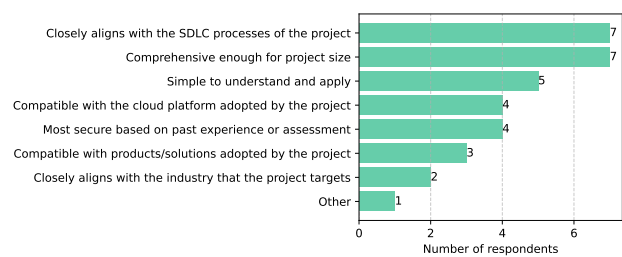 Closely aligns with the SDLC processes of the project 7
Comprehensive enough for project size 7
Simple to understand and apply 5
Compatible with the cloud platform adopted by the project 4
Most secure based on past experience or assessment 4
Compatible with products/solutions adopted by the project 3
Closely aligns with the industry that the project targets 2
Other 1
0 2 4 6
Number of respondents